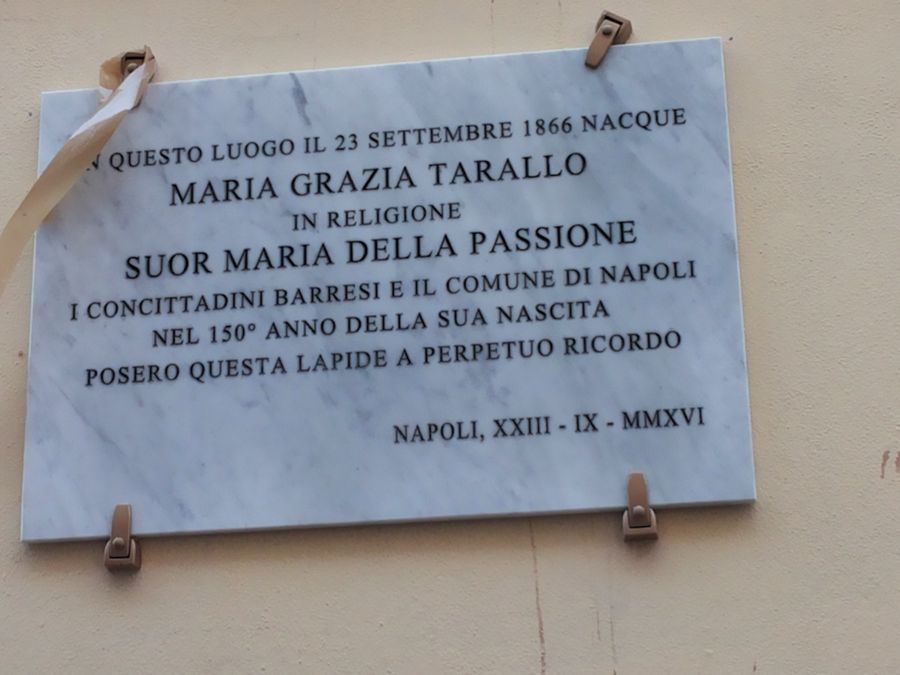 N QUESTO LUOGO IL 23 SETTEMBRE 1866 NACQUE
MARIA GRAZIA TARALLO
IN RELIGIONE
SUOR MARIA DELLA PASSIONE
I CONCITTADINI BARRESI E IL COMUNE DI NAPOLI
NEL 150° ANNO DELLA SUA NASCITA
POSERO QUESTA LAPIDE A PERPETUO RICORDO
NAPOLI, XXIII - IX - MMXVI